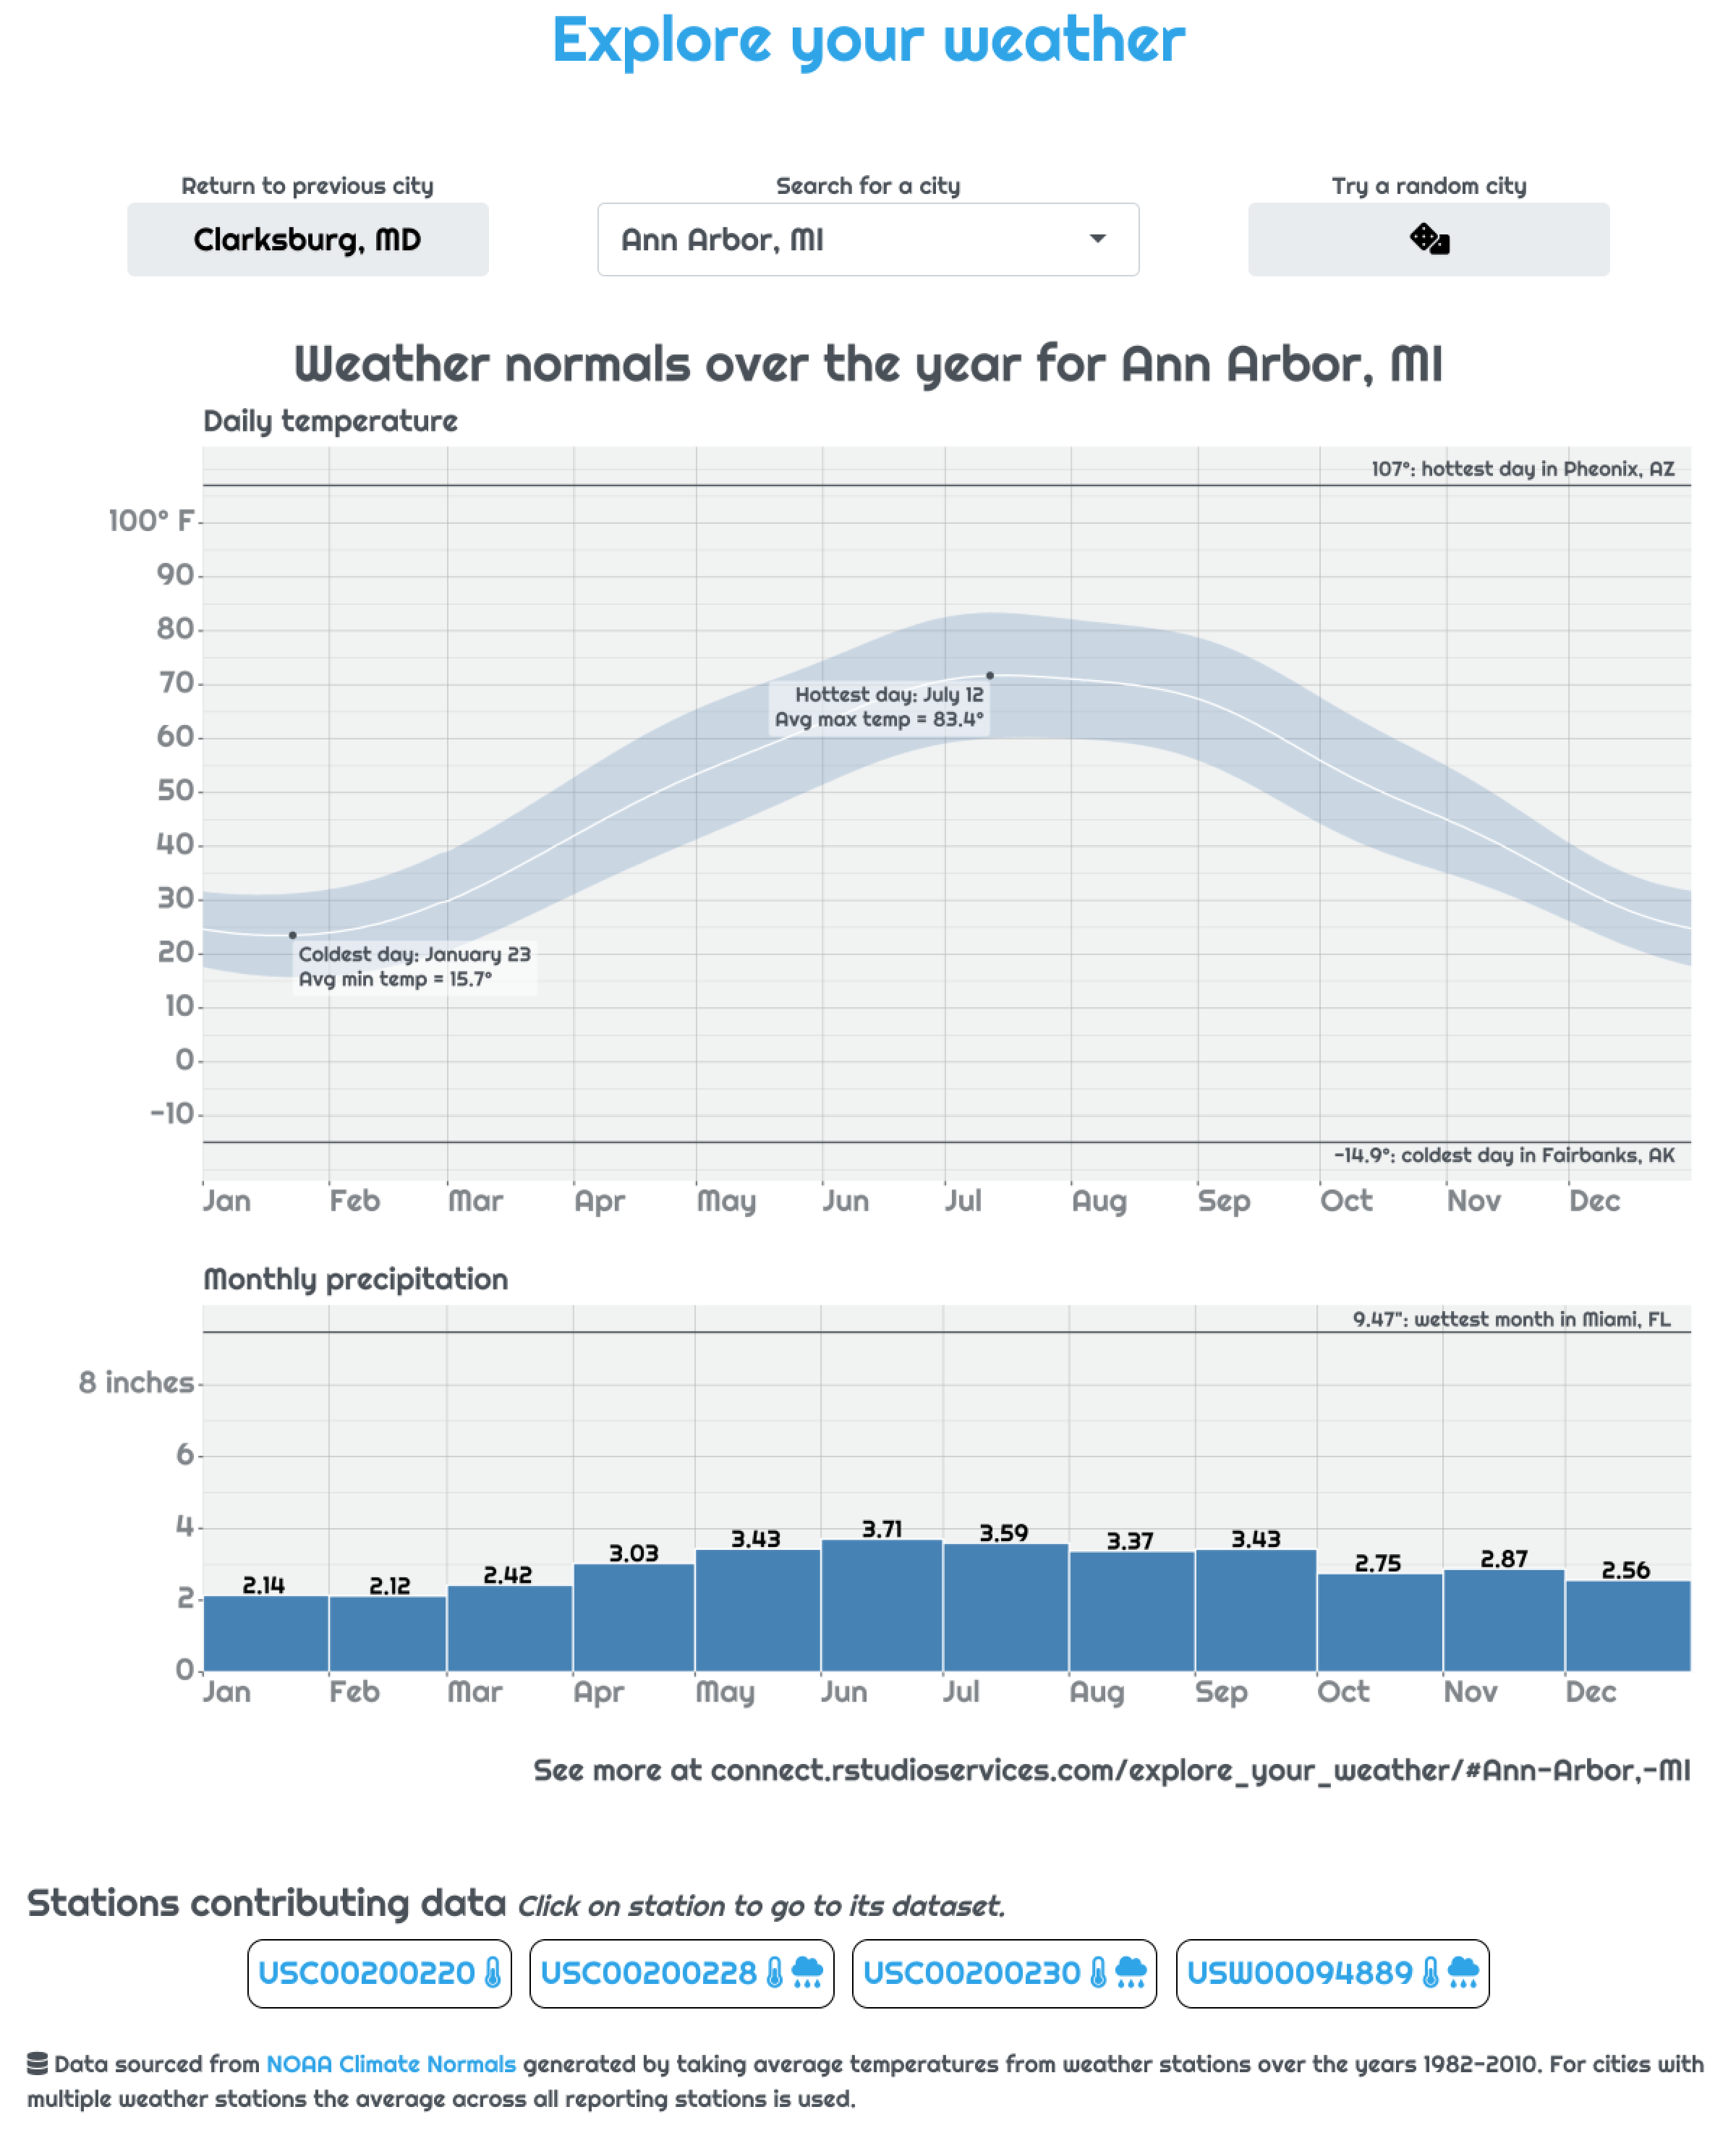 Explore your weather
Return to previous city
Search for a city
Try a random city
Clarksburg, MD
Ann Arbor, MI
Weather normals over the year for Ann Arbor, MI
Daily temperature
107°: hottest day in Pheonix, AZ
100° F
90
80
70
60
50
40
30
20
10
0
-10
Hottest day: July 12
Avg max temp = 83.4°
Coldest day: January 23
Avg min temp = 15.7°
-14.9°: coldest day in Fairbanks, AK
Jan Feb Mar Apr May Jun Jul Aug Sep Oct Nov Dec
Monthly precipitation
9.47": wettest month in Miami, FL
8 inches
6
4
2
0
2.14 2.12 2.42 3.03 3.43 3.71 3.59 3.37 3.43 2.75 2.87 2.56
Jan Feb Mar Apr May Jun Jul Aug Sep Oct Nov Dec
See more at connect.rstudioservices.com/explore_your_weather/#Ann-Arbor,-MI
Stations contributing data Click on station to go to its dataset.
USC00200220 USC00200228 USC00200230 USW00094889
Data sourced from NOAA Climate Normals generated by taking average temperatures from weather stations over the years 1982-2010. For cities with
multiple weather stations the average across all reporting stations is used.